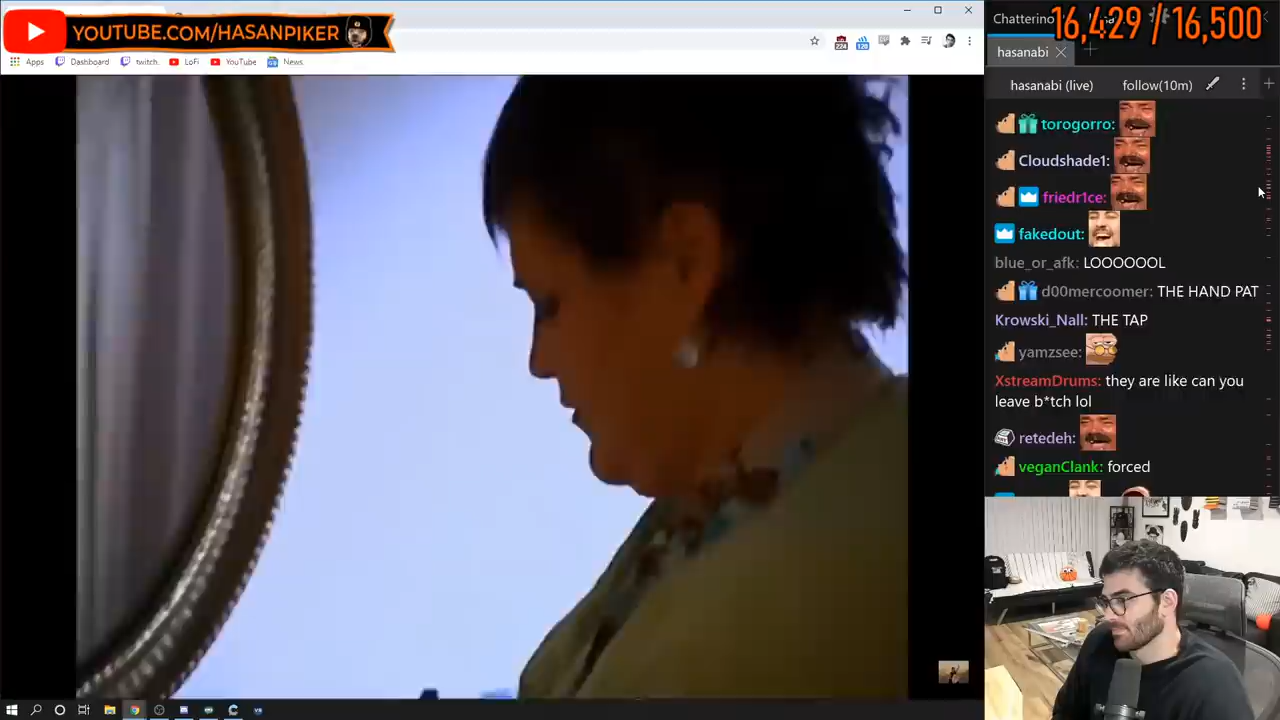 YOUTUBE.COM/HASANPIKER
Chatterino
16,429 / 16,500
224
120
hasanabi
Apps
Dashboard
twitch.
LoFi
YouTube
News.
hasanabi (live)
follow(10m)
torogorro:
Cloudshade1:
friedr1ce:
fakedout:
blue_or_afk: LOOOOOOL
d00mercoomer: THE HAND PAT
Krowski_Nall: THE TAP
yamzsee:
XstreamDrums: they are like can you
leave b*tch lol
retedeh:
veganClank: forced